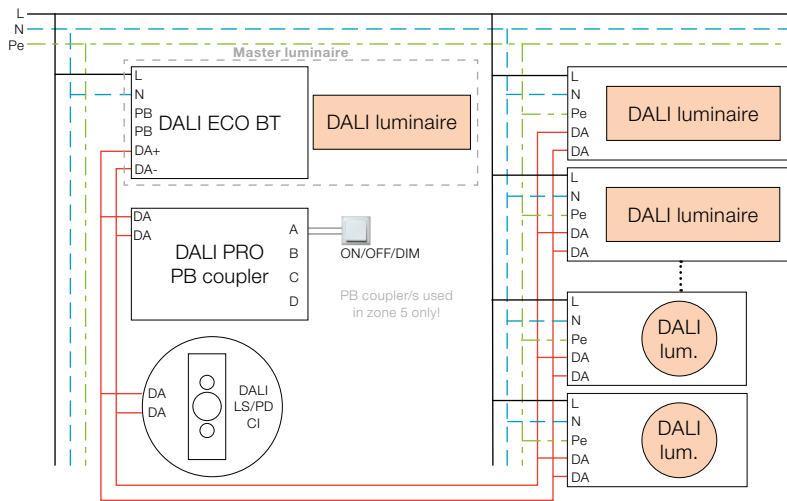 L
N
Pe
Master luminaire
L
N
PB
PB
DA+
DA-
DALI ECO BT
DALI luminaire
DA
DA
DALI PRO
PB coupler
A
B
C
D
ON/OFF/DIM
PB coupler/s used
in zone 5 only!
DA
DA
DALI
LS/PD
CI
L
N
Pe
DA
DA
DALI luminaire
L
N
Pe
DA
DA
DALI luminaire
L
N
Pe
DA
DA
DALI
lum.
L
N
Pe
DA
DA
DALI
lum.